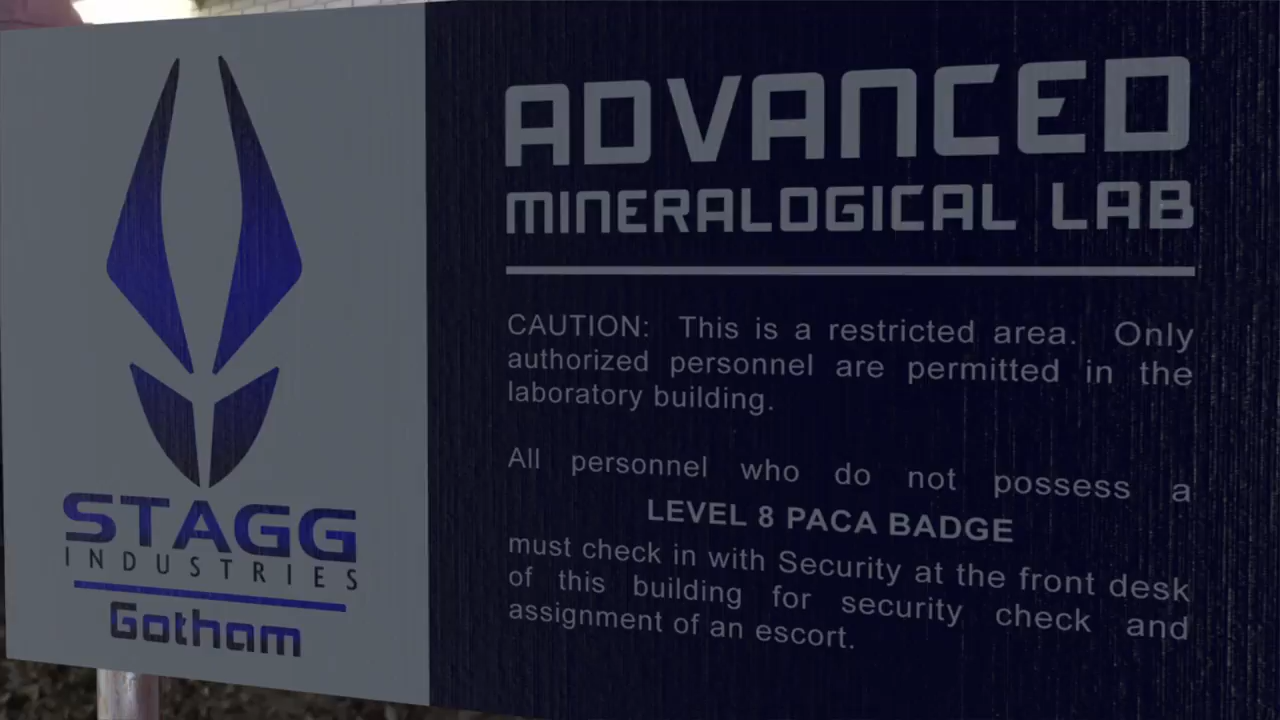 STAGG
INDUSTRIES
Gotham
ADVANCED
MINERALOGICAL LAB
CAUTION: This is a restricted area. Only
authorized personnel are permitted in the
laboratory building.
All personnel who do not possess a
LEVEL 8 PACA BADGE
must check in with Security at the front desk
of this building for security check and
assignment of an escort.